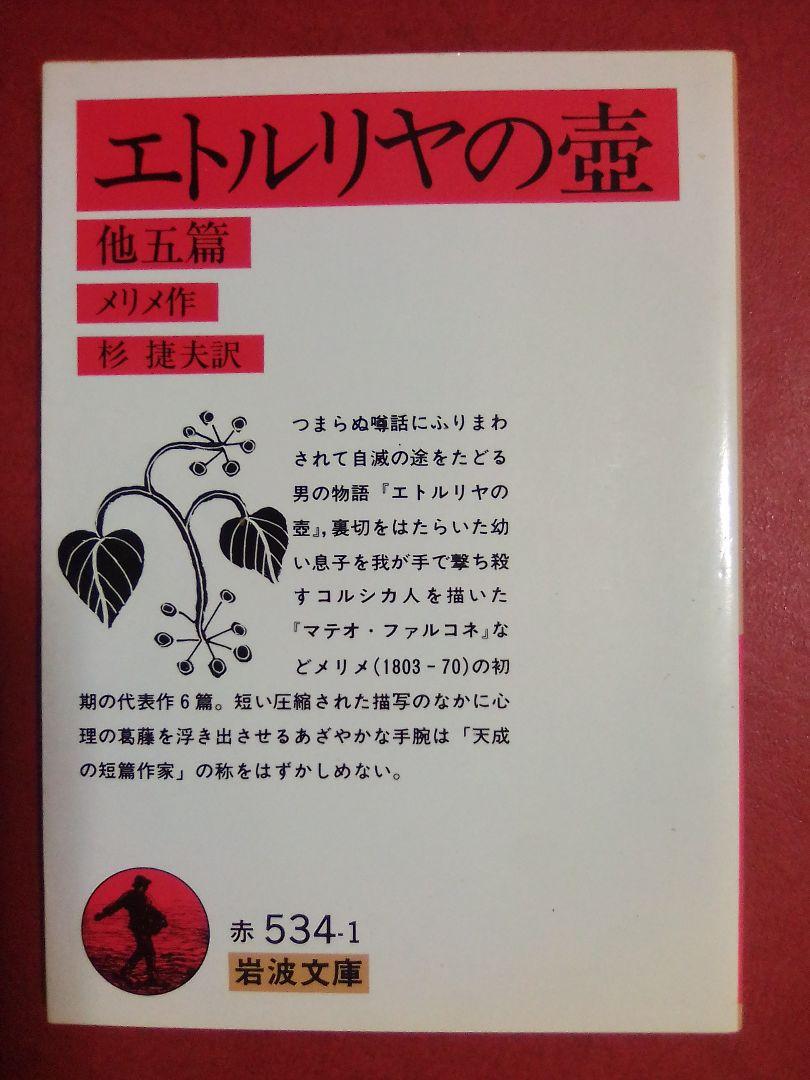 エトルリヤの壺
他五篇
メリメ作
杉 捷夫訳
つまらぬ噂話にふりまわ
されて自滅の途をたどる
男の物語『エトルリヤの
壺』,裏切をはたらいた幼
い息子を我が手で撃ち殺
すコルシカ人を描いた
『マテオ・ファルコネ』な
どメリメ(1803-70)の初
期の代表作6篇。短い圧縮された描写のなかに心
理の葛藤を浮き出させるあざやかな手腕は「天成
の短篇作家」の称をはずかしめない。
赤 534-1
岩波文庫